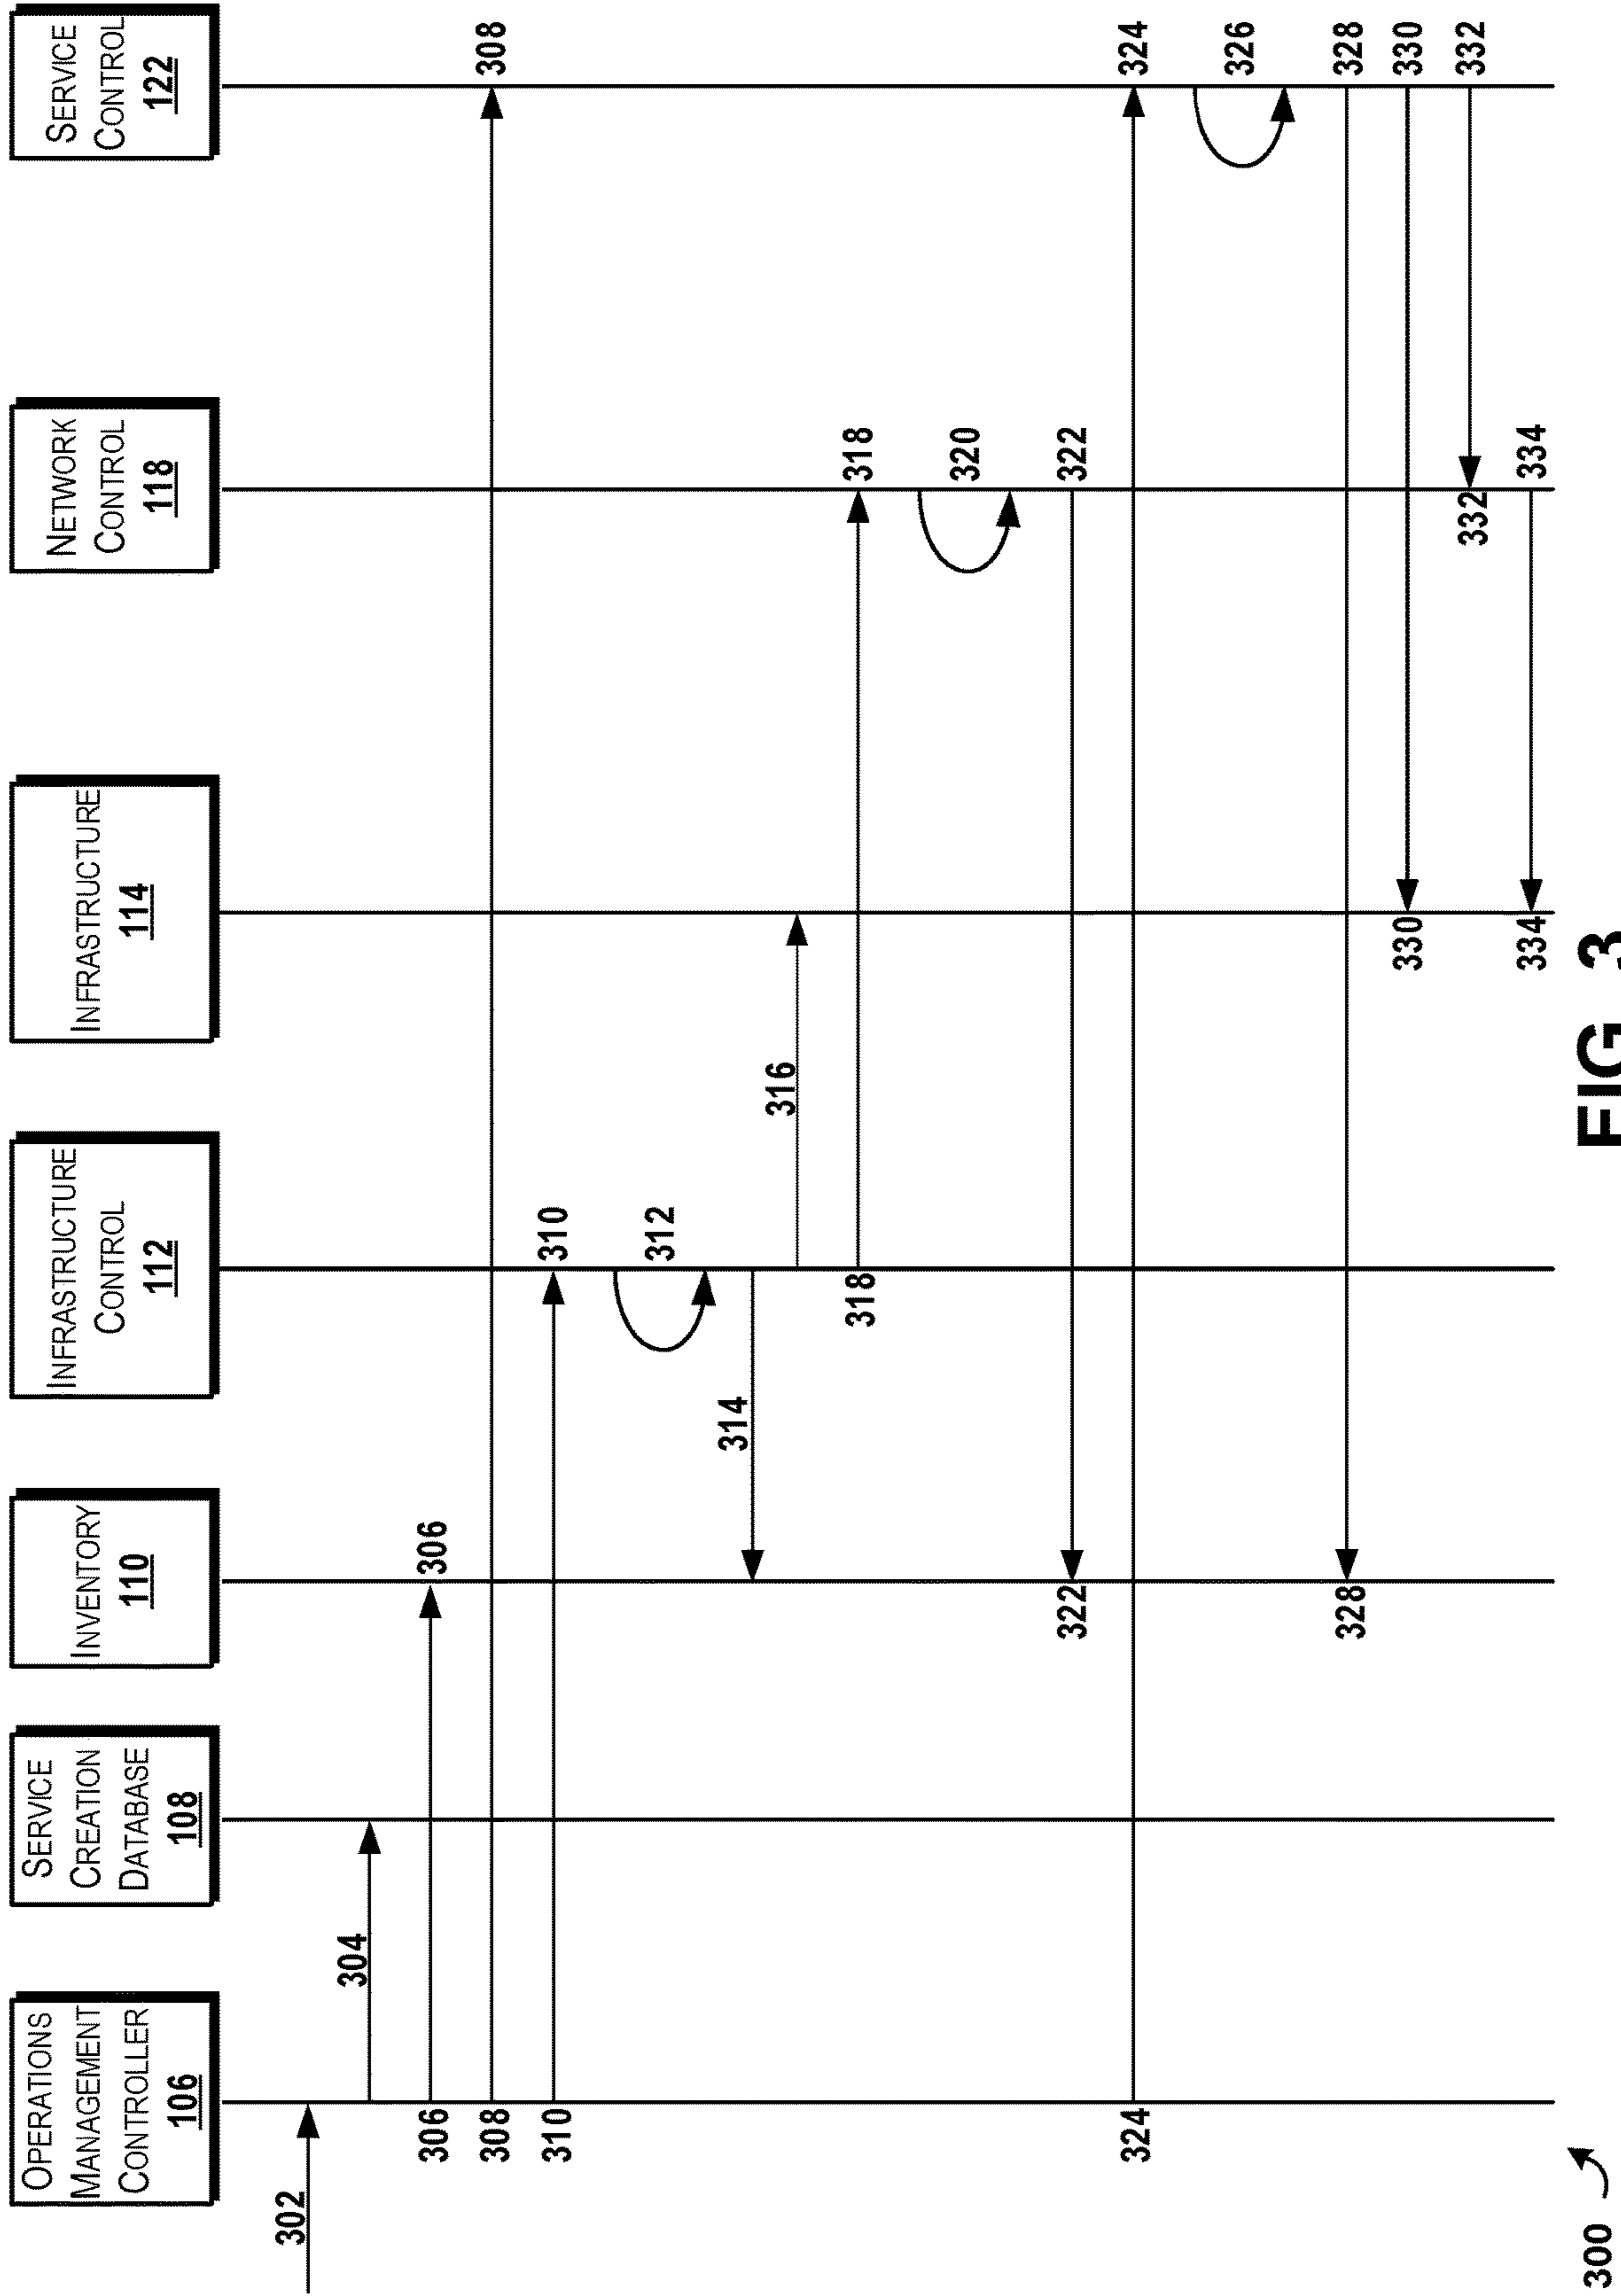 OPERATIONS
MANAGEMENT
CONTROLLER
106
SERVICE
CREATION
DATABASE
108
INVENTORY
110
INFRASTRUCTURE
CONTROL
112
INFRASTRUCTURE
114
NETWORK
CONTROL
118
SERVICE
CONTROL
122
302
304
306
306
308
308
310
310
312
314
316
318
318
320
322
322
324
324
326
328
328
330
330
332
332
334
334
300
FIG. 3